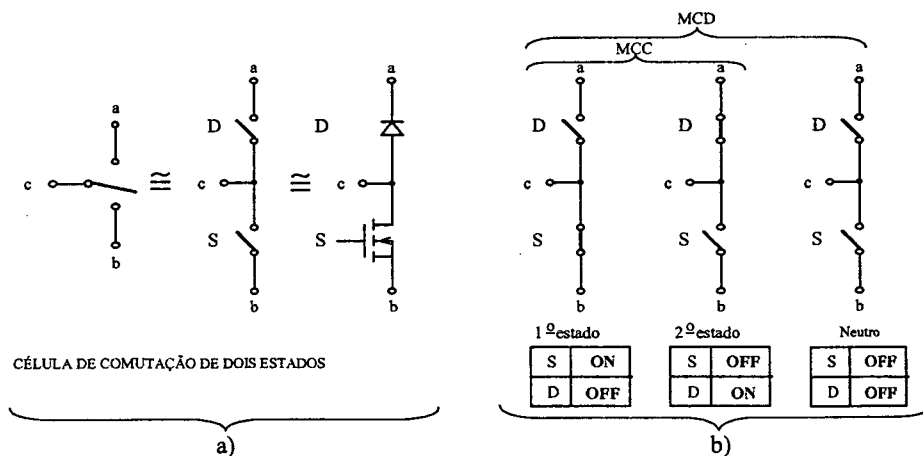 MCD
MCC
a
b
c
≅
a
D
c
S
b
≅
a
D
c
S
b
a
D
c
S
b
a
D
c
S
b
a
D
c
S
b
CÉLULA DE COMUTAÇÃO DE DOIS ESTADOS
1º estado
S ON
D OFF
2º estado
S OFF
D ON
Neutro
S OFF
D OFF
a)
b)